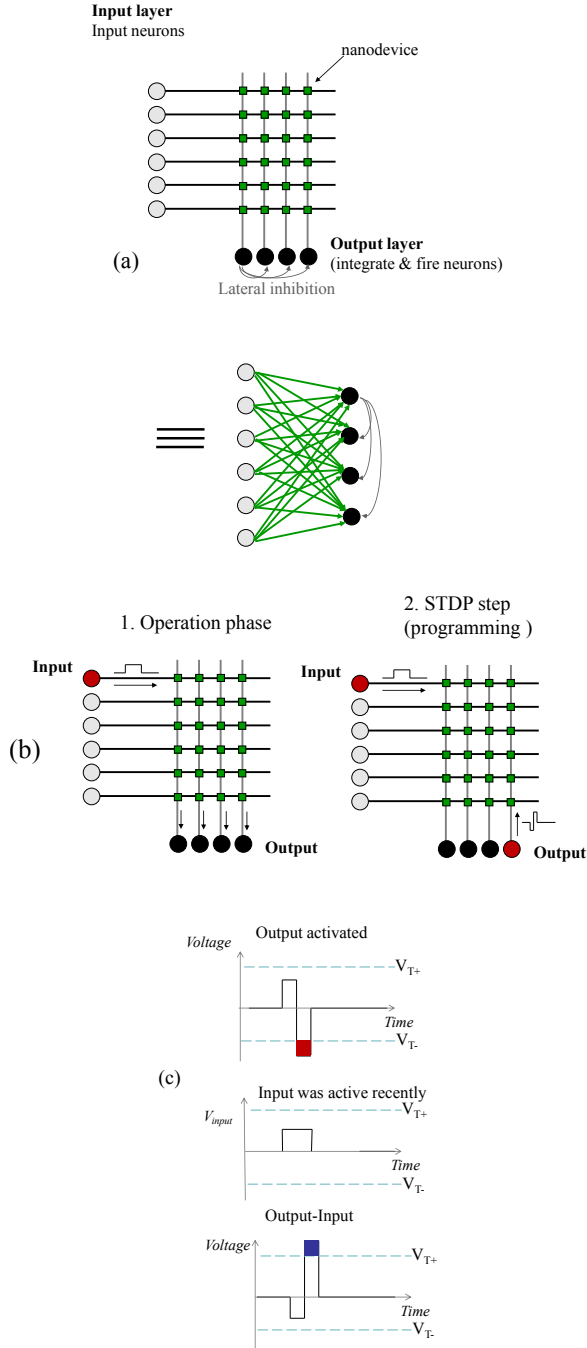 Input layer
Input neurons
nanodevice
Output layer
(integrate & fire neurons)
(a)
Lateral inhibition
1. Operation phase
2. STDP step
(programming )
Input
Input
(b)
Output
Output
Output activated
Voltage
VT+
Time
VT-
(c)
Input was active recently
Vinput
VT+
Time
VT-
Output-Input
Voltage
VT+
Time
VT-